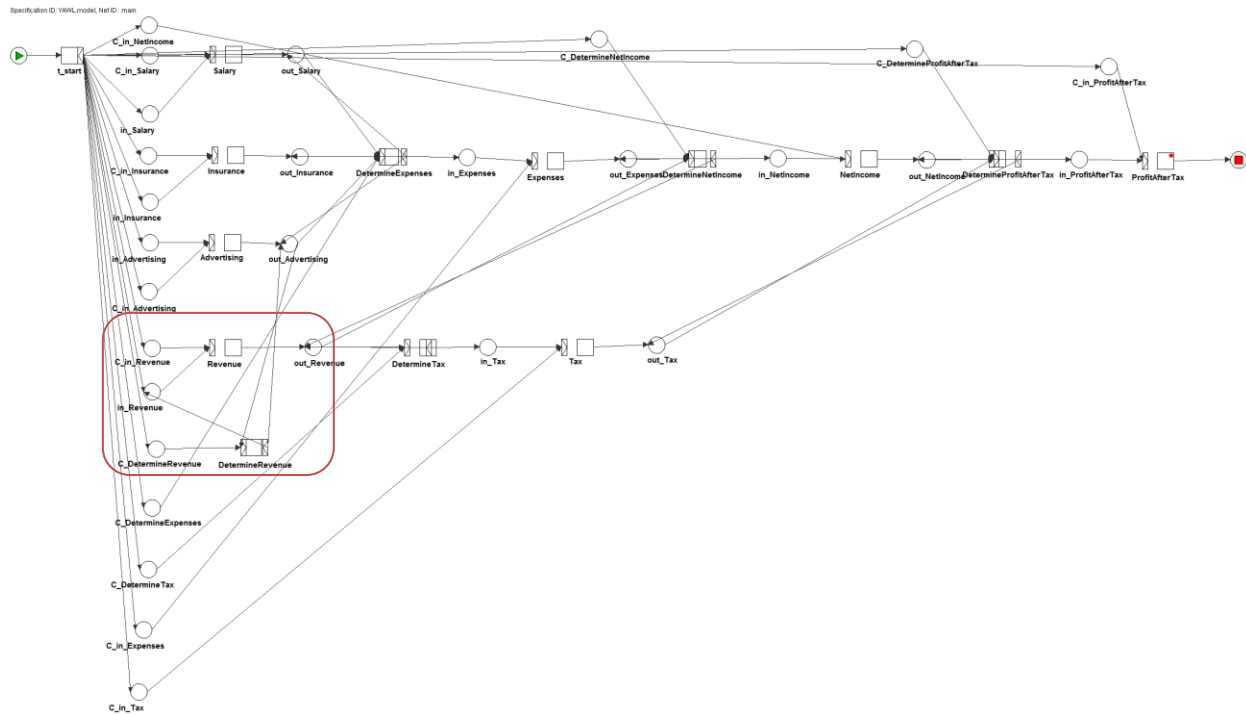 Specification ID: YAWL.model, Net ID: main
C_in_NetIncome
C_DetermineNetIncome
C_DetermineProfitAfterTax
t_start
C_in_Salary
Salary
out_Salary
C_in_ProfitAfterTax
in_Salary
C_in_Insurance
Insurance
out_Insurance
DetermineExpenses
in_Expenses
Expenses
out_Expenses
DetermineNetIncome
in_NetIncome
NetIncome
out_NetIncome
DetermineProfitAfterTax
in_ProfitAfterTax
ProfitAfterTax
in_Insurance
in_Advertising
Advertising
out_Advertising
C_in_Advertising
C_in_Revenue
Revenue
out_Revenue
DetermineTax
in_Tax
Tax
out_Tax
in_Revenue
C_DetermineRevenue
DetermineRevenue
C_DetermineExpenses
C_DetermineTax
C_in_Expenses
C_in_Tax